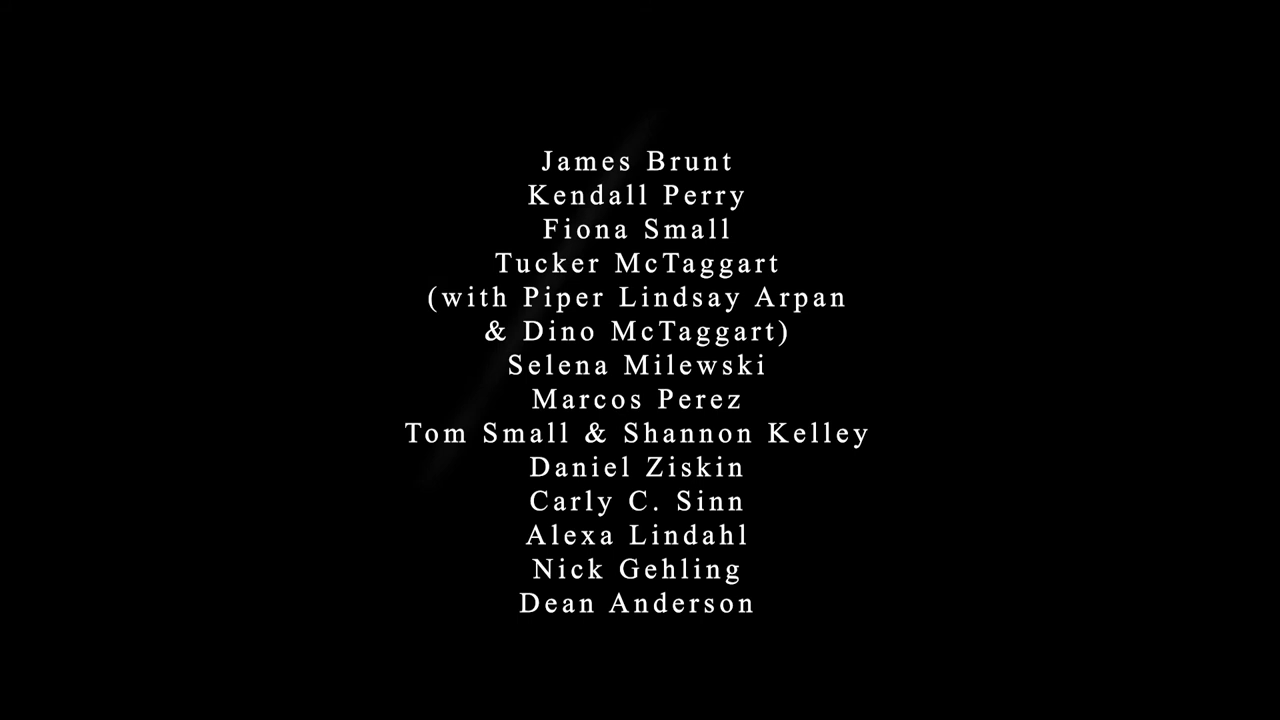 James Brunt
Kendall Perry
Fiona Small
Tucker McTaggart
(with Piper Lindsay Arpan
& Dino McTaggart)
Selena Milewski
Marcos Perez
Tom Small & Shannon Kelley
Daniel Ziskin
Carly C. Sinn
Alexa Lindahl
Nick Gehling
Dean Anderson